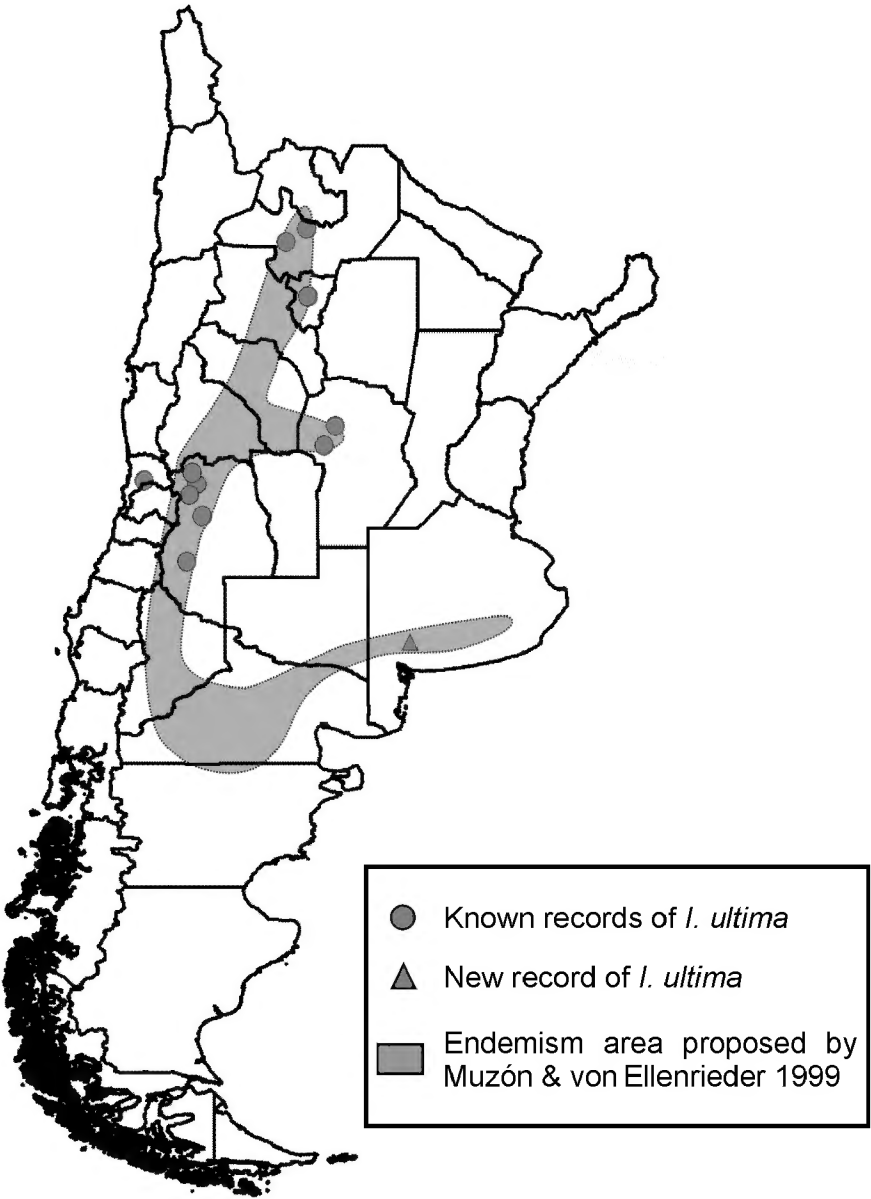 Known records of I. ultima
New record of I. ultima
Endemism area proposed by
Muzón & von Ellenrieder 1999